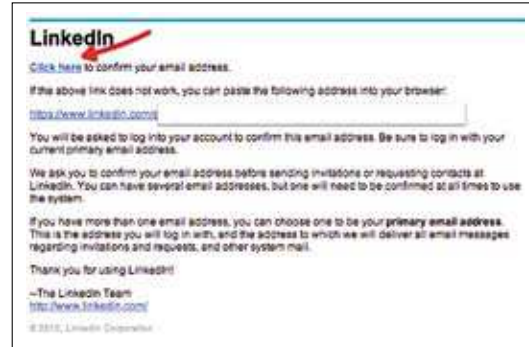 LinkedIn
Click here to confirm your email address.
If the above link does not work, you can paste the following address into your browser:
https://www.linkedin.com/
You will be asked to log into your account to confirm this email address. Be sure to log in with your
current primary email address.
We ask you to confirm your email address before sending invitations or requesting contacts at
LinkedIn. You can have several email addresses, but one will need to be confirmed at all times to use
the system.
If you have more than one email address, you can choose one to be your primary email address.
This is the address you will log in with, and the address to which we will deliver all email messages
regarding invitations and requests, and other system mail.
Thank you for using LinkedIn!
--The LinkedIn Team
http://www.linkedin.com/
LinkedIn Corporation